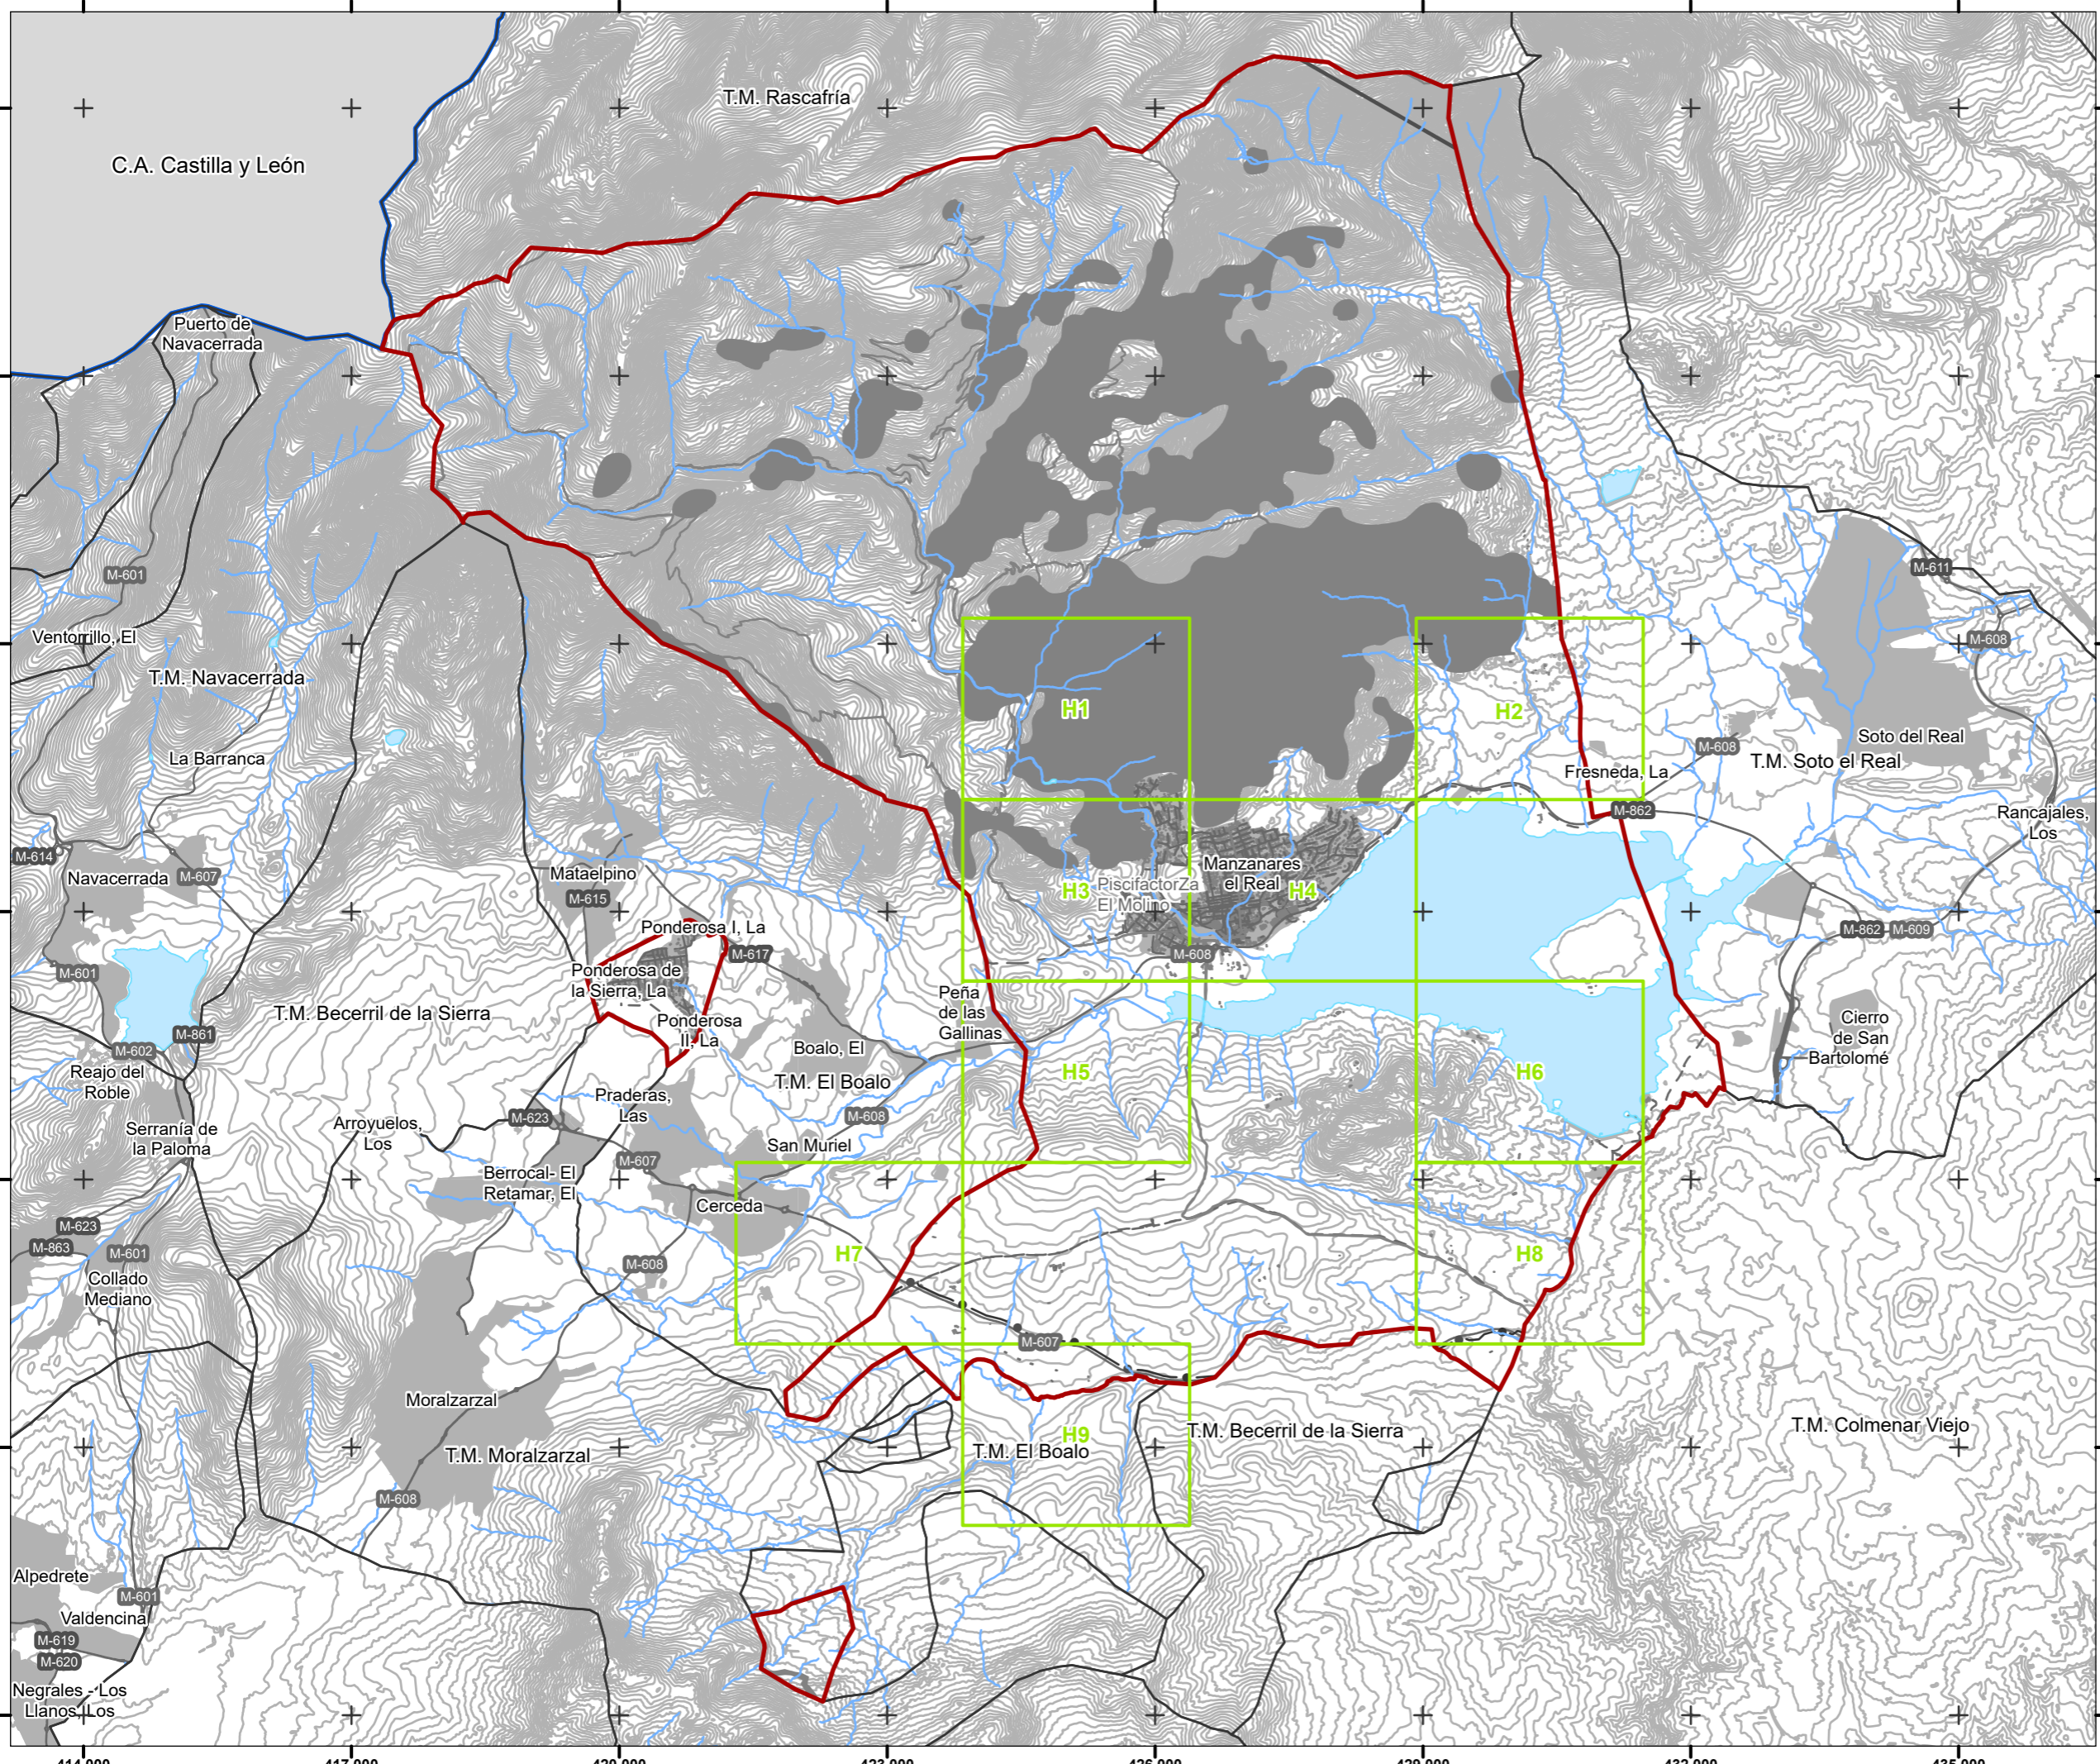 T.M. Rascafría
C.A. Castilla y León
Puerto de
Navacerrada
M-601
M-611
Ventorrillo, El
M-608
T.M. Navacerrada
H1
H2
La Barranca
M-608
Soto del Real
T.M. Soto el Real
Fresneda, La
M-862
Rancajales,
Los
M-614
Navacerrada
M-607
Mataelpino
M-615
Manzanares
el Real
H3
PiscifactorZa
El Molino
H4
Ponderosa I, La
M-617
M-608
M-862
M-609
M-601
Ponderosa de
la Sierra, La
Peña
de las
Gallinas
T.M. Becerril de la Sierra
Ponderosa
II, La
Cierro
de San
Bartolomé
M-861
M-602
Boalo, El
Reajo del
Roble
T.M. El Boalo
H5
H6
Praderas,
Las
M-608
M-623
Arroyuelos,
Los
Serranía de
la Paloma
San Muriel
M-607
Berrocal- El
Retamar, El
Cerceda
M-623
M-863
M-601
H7
H8
M-608
Collado
Mediano
M-607
Moralzarzal
T.M. Moralzarzal
H9
T.M. El Boalo
T.M. Becerril de la Sierra
T.M. Colmenar Viejo
M-608
Alpedrete
M-601
Valdencina
M-619
M-620
Negrales - Los
Llanos, Los